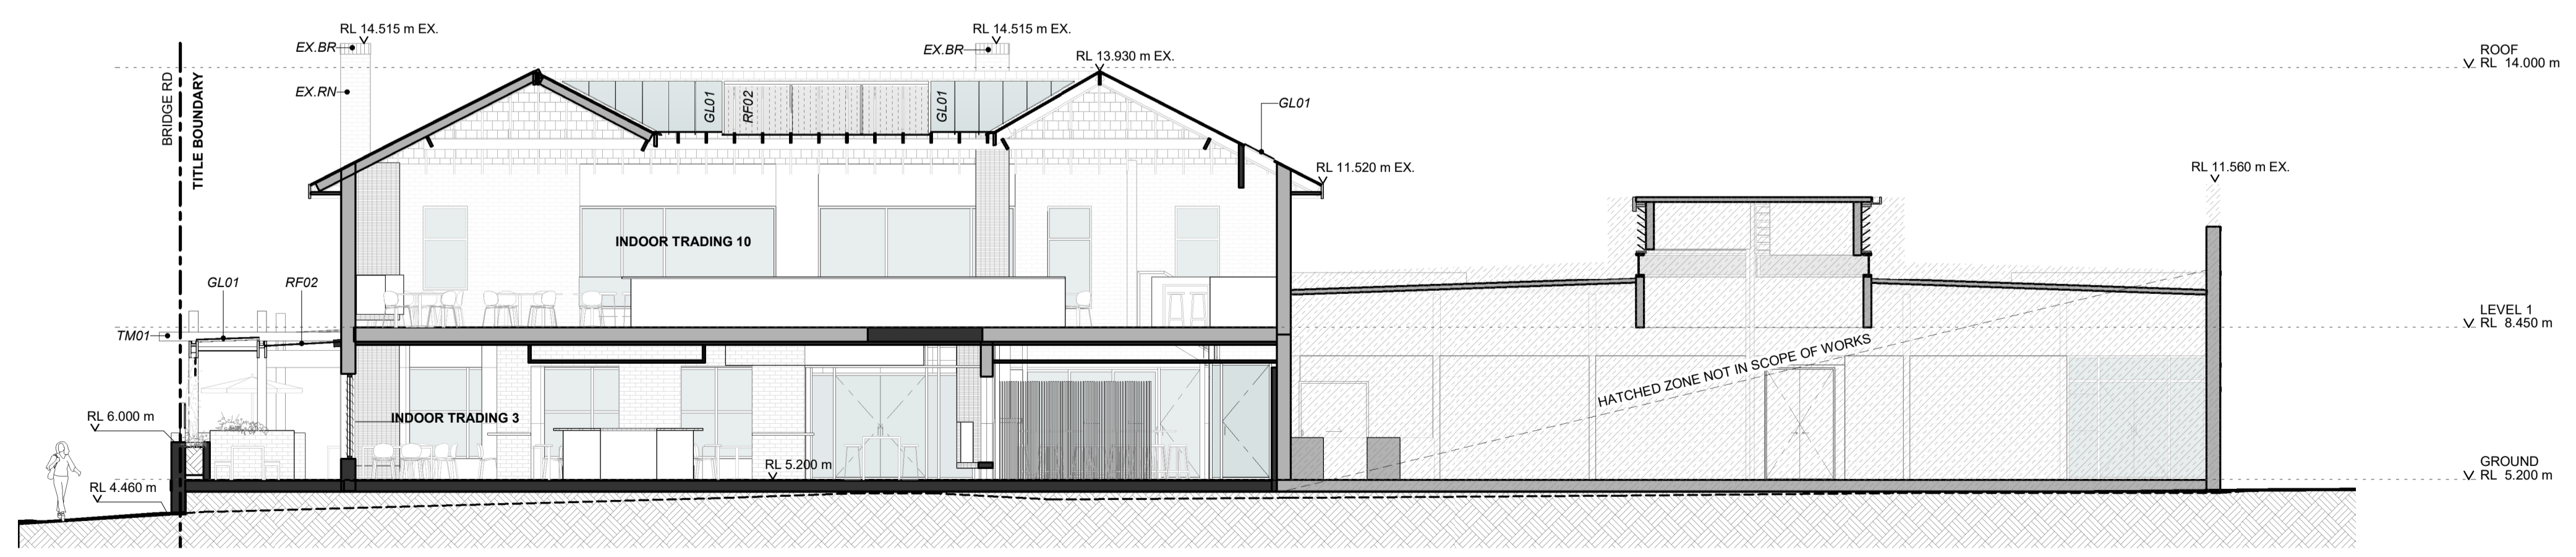 RL 14.515 m EX.
RL 14.515 m EX.
EX.BR
EX.BR
RL 13.930 m EX.
ROOF
RL 14.000 m
BRIDGE RD
TITLE BOUNDARY
EX.RN
GL01
RF02
GL01
GL01
RL 11.520 m EX.
RL 11.560 m EX.
INDOOR TRADING 10
GL01
RF02
TM01
LEVEL 1
RL 8.450 m
HATCHED ZONE NOT IN SCOPE OF WORKS
RL 6.000 m
INDOOR TRADING 3
RL 5.200 m
RL 4.460 m
GROUND
RL 5.200 m